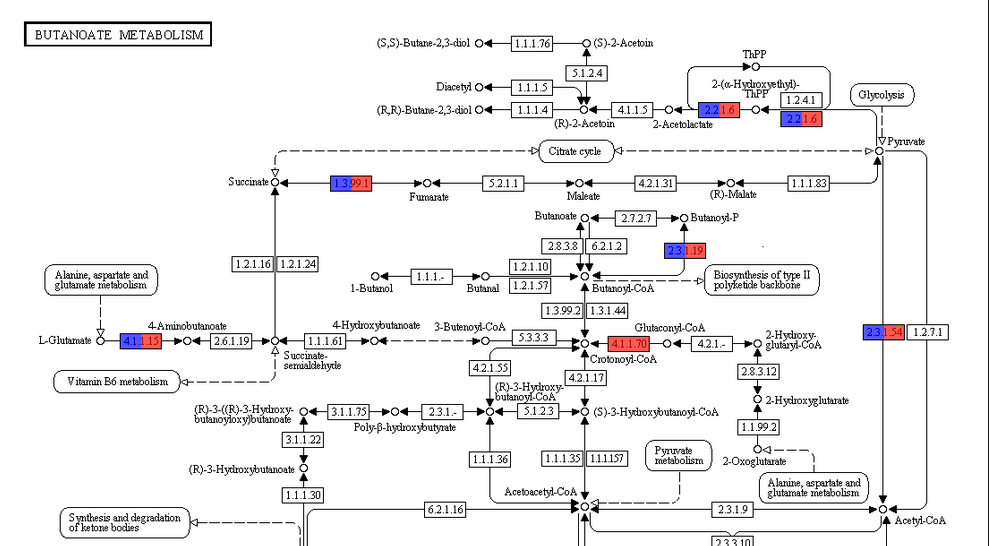 BUTANOATE METABOLISM
(S,S)-Butane-2,3-diol
1.1.1.76
(S)-2-Acetoin
5.1.2.4
ThPP
2-(α-Hydroxyethyl)-
ThPP
Diacetyl
1.1.1.5
1.2.4.1
Glycolysis
(R,R)-Butane-2,3-diol
1.1.1.4
4.1.1.5
2.2.1.6
2.2.1.6
(R)-2-Acetoin
2-Acetolactate
Pyruvate
Citrate cycle
Succinate
1.3.99.1
Fumarate
5.2.1.1
Maleate
4.2.1.31
(R)-Malate
1.1.1.83
Butanoate
2.7.2.7
Butanoyl-P
2.8.3.8
6.2.1.2
2.3.1.19
1.2.1.16
1.2.1.24
Alanine, aspartate and
glutamate metabolism
1-Butanol
1.1.1.-
Butanal
1.2.1.10
1.2.1.57
Butanoyl-CoA
Biosynthesis of type II
polyketide backbone
1.3.99.2
1.3.1.44
L-Glutamate
4.1.1.15
4-Aminobutanoate
2.6.1.19
Succinate-
semialdehyde
1.1.1.61
4-Hydroxybutanoate
3-Butenoyl-CoA
5.3.3.3
Crotonoyl-CoA
4.1.1.70
Glutaconyl-CoA
4.2.1.-
2-Hydroxy-
glutaryl-CoA
2.3.1.54
1.2.7.1
Vitamin B6 metabolism
4.2.1.55
4.2.1.17
2.8.3.12
(R)-3-Hydroxy-
butanoyl-CoA
2-Hydroxyglutarate
(R)-3-((R)-3-Hydroxy-
butanoyloxy)butanoate
3.1.1.75
2.3.1.-
Poly-β-hydroxybutyrate
5.1.2.3
(S)-3-Hydroxybutanoyl-CoA
1.1.99.2
3.1.1.22
1.1.1.36
1.1.1.35
1.1.1.157
Pyruvate
metabolism
2-Oxoglutarate
(R)-3-Hydroxybutanoate
Alanine, aspartate and
glutamate metabolism
1.1.1.30
Acetoacetyl-CoA
6.2.1.16
2.3.1.9
Acetyl-CoA
Synthesis and degradation
of ketone bodies
2.3.3.10